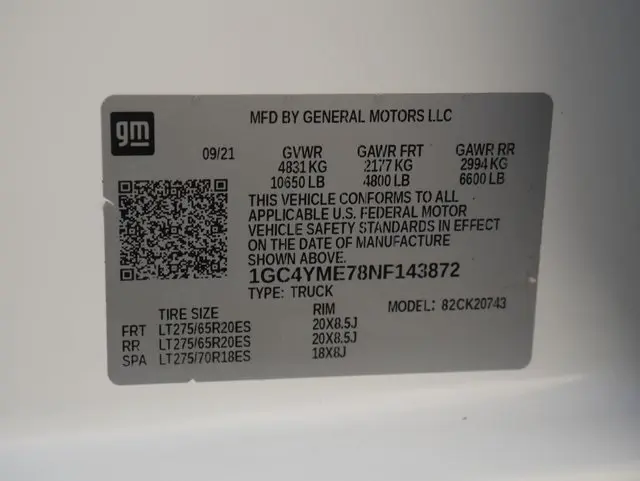 gm
MFD BY GENERAL MOTORS LLC
09/21 GVWR GAWR FRT GAWR RR
4831 KG 2177 KG 2994 KG
10650 LB 4800 LB 6600 LB
THIS VEHICLE CONFORMS TO ALL
APPLICABLE U.S. FEDERAL MOTOR
VEHICLE SAFETY STANDARDS IN EFFECT
ON THE DATE OF MANUFACTURE
SHOWN ABOVE.
1GC4YME78NF143872
TYPE: TRUCK
MODEL: 82CK20743
TIRE SIZE RIM
FRT LT275/65R20ES 20X8.5J
RR LT275/65R20ES 20X8.5J
SPA LT275/70R18ES 18X8J